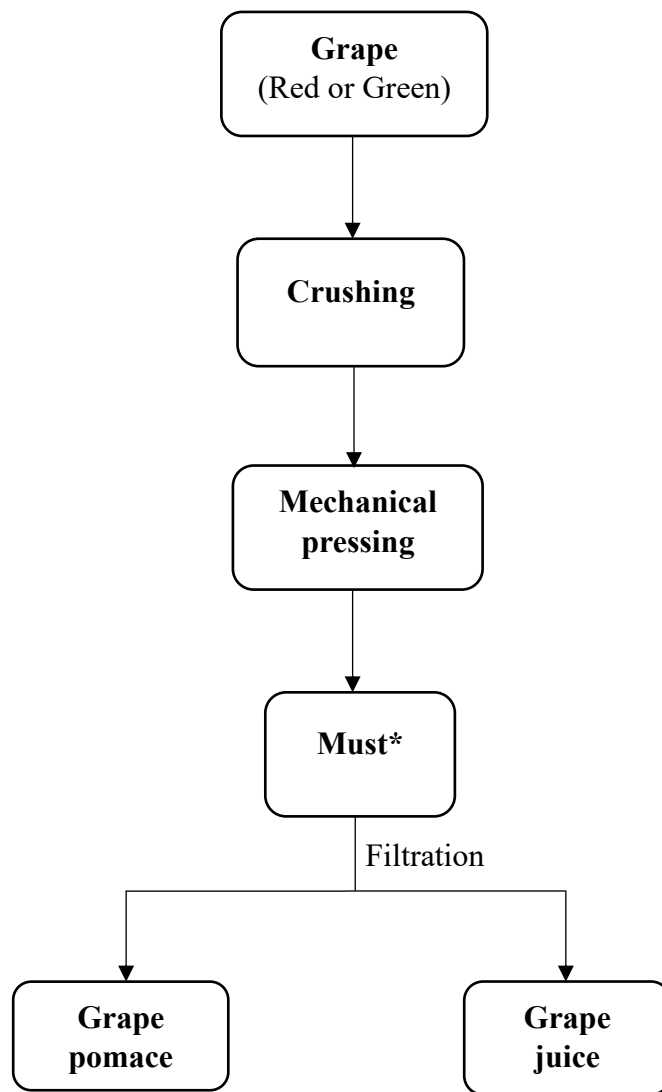 Grape
(Red or Green)
Crushing
Mechanical
pressing
Must*
Filtration
Grape
pomace
Grape
juice